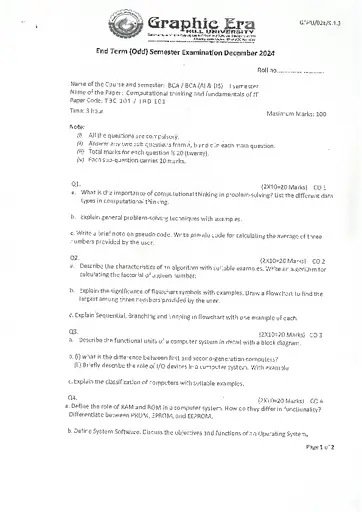 Graphic Era
HILL UNIVERSITY
End Term (Odd) Semester Examination December 2024
Roll no
Name of the Course and semester: BCA / BCA (AI & DS) I semester
Name of the Paper: Computational thinking and fundamentals of IT
Paper Code: TBC 101 /
Time: 3 hour
Maximum Marks: 100
Note:
(i) All the questions are compulsory.
(ii) Answer any two sub questions from a, b and c in each main question.
(iii) Total marks for each question is 20 (twenty).
(iv) Each sub-question carries 10 marks.
Q1.
(2X10=20 Marks) CO 1
a. What is the importance of computational thinking in problem-solving? List the different data
types in computational thinking.
b. Explain general problem-solving techniques with examples.
c. Write a brief note on pseudo code. Write pseudo code for calculating the average of three
numbers provided by the user.
Q2.
(2X10=20 Marks) CO 2
a. Describe the characteristics of an algorithm with suitable examples. Write an algorithm for
calculating the factorial of a given number.
b. Explain the significance of flowchart symbols with examples. Draw a Flowchart to find the
largest among three numbers provided by the user.
c. Explain Sequential, Branching and Looping in flowchart with one example of each.
Q3.
(2X10=20 Marks) CO 3
a. Describe the functional units of a computer system in detail with a block diagram.
b. (i) What is the difference between first and second generation computers?
(ii) Briefly describe the role of I/O devices in a computer system. With example
c. Explain the classification of computers with suitable examples.
Q4.
(2X10=20 Marks) CO 4
a. Define the role of RAM and ROM in a computer system. How do they differ in functionality?
Differentiate between PROM, EPROM, and EEPROM.
b. Define System Software. Discuss the objectives and functions of an Operating System.
Page 1 of 2